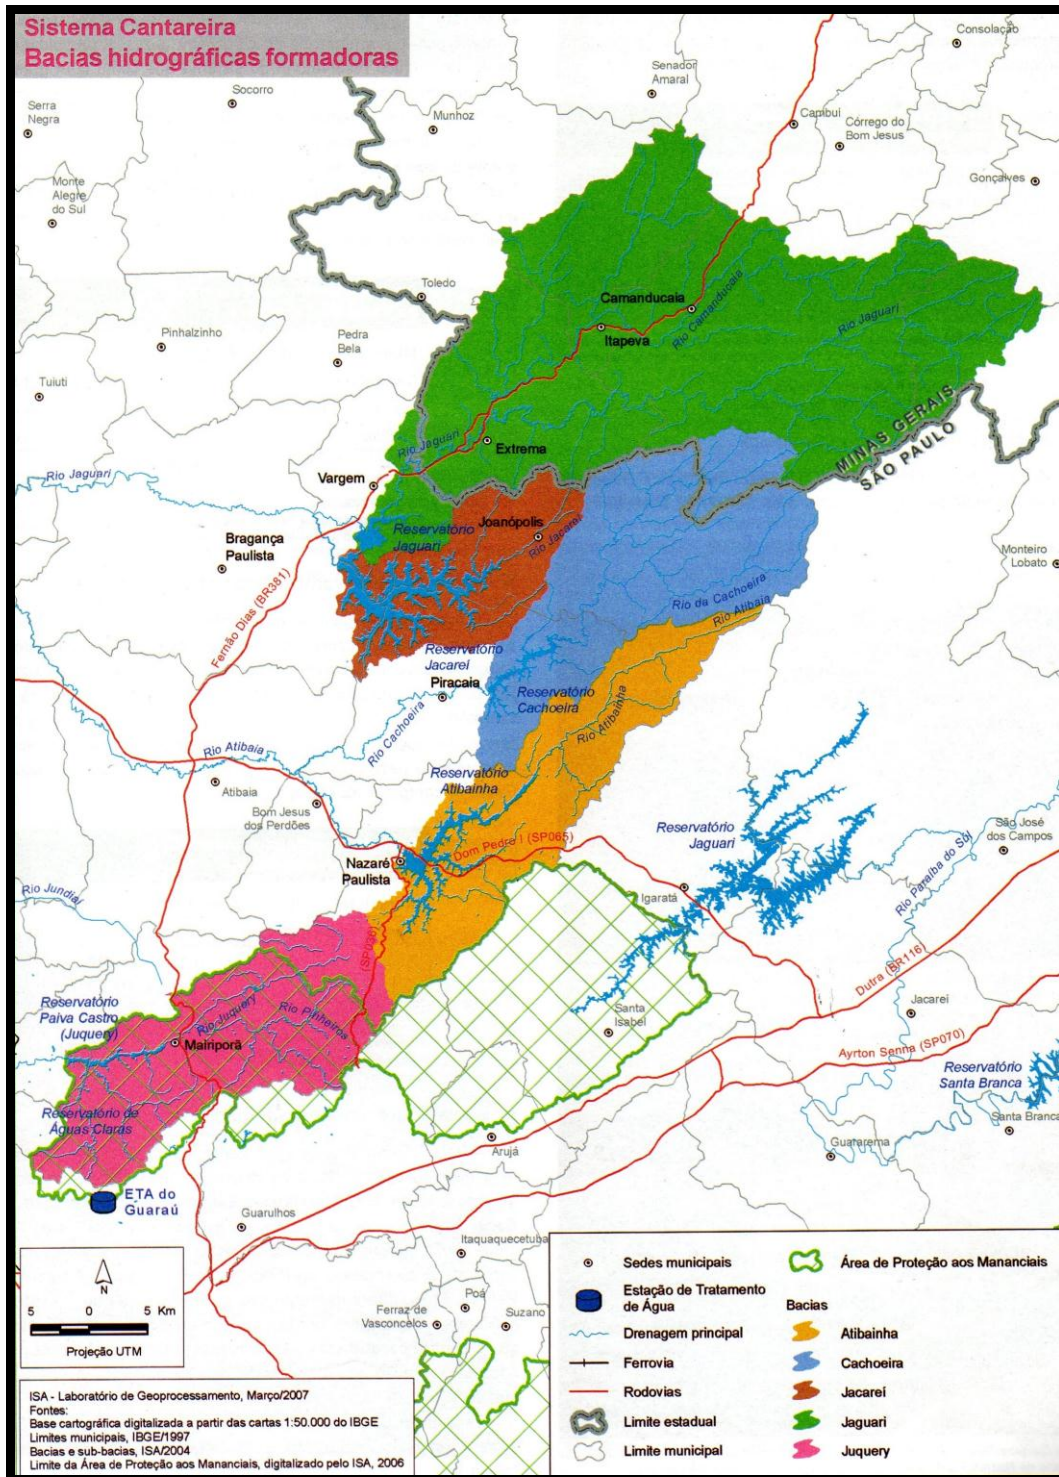 Sistema Cantareira
Bacias hidrográficas formadoras
Consolação
Socorro
Senador
Amaral
Serra
Negra
Munhoz
Cambuí
Córrego do
Bom Jesus
Monte
Alegre
do Sul
Gonçalves
Toledo
Camanducaia
Rio Camanducaia
Rio Jaguari
Itapeva
Pinhalzinho
Pedra
Bela
Tuiuti
MINAS GERAIS
SÃO PAULO
Rio Jaguari
Extrema
Rio Jaguari
Vargem
Reservatório
Jaguari
Joanópolis
Rio Jacareí
Bragança
Paulista
Monteiro
Lobato
Fernão Dias (BR381)
Rio da Cachoeira
Rio Atibaia
Reservatório
Jacareí
Piracaia
Reservatório
Cachoeira
Rio Cachoeira
Rio Atibainha
Rio Atibaia
Reservatório
Atibainha
Atibaia
Bom Jesus
dos Perdões
Dom Pedro I (SP065)
Reservatório
Jaguari
São José
dos Campos
Rio Paraíba do Sul
Nazaré
Paulista
Rio Jundiaí
Igaratá
(SP036)
Dutra (BR116)
Reservatório
Paiva Castro
(Juquery)
Rio Juquery
Rio Pinheiros
Mairiporã
Santa
Isabel
Jacareí
Ayrton Senna (SP070)
Reservatório
Santa Branca
Reservatório de
Águas Claras
Santa Branca
Arujá
Guararema
ETA do
Guaraú
Guarulhos
Itaquaquecetuba
Poá
Ferraz de
Vasconcelos
Suzano
N
5 0 5 Km
Projeção UTM
Sedes municipais
Estação de Tratamento
de Água
Drenagem principal
Ferrovia
Rodovias
Limite estadual
Limite municipal
Área de Proteção aos Mananciais
Bacias
Atibainha
Cachoeira
Jacareí
Jaguari
Juquery
ISA - Laboratório de Geoprocessamento, Março/2007
Fontes:
Base cartográfica digitalizada a partir das cartas 1:50.000 do IBGE
Limites municipais, IBGE/1997
Bacias e sub-bacias, ISA/2004
Limite da Área de Proteção aos Mananciais, digitalizado pelo ISA, 2006